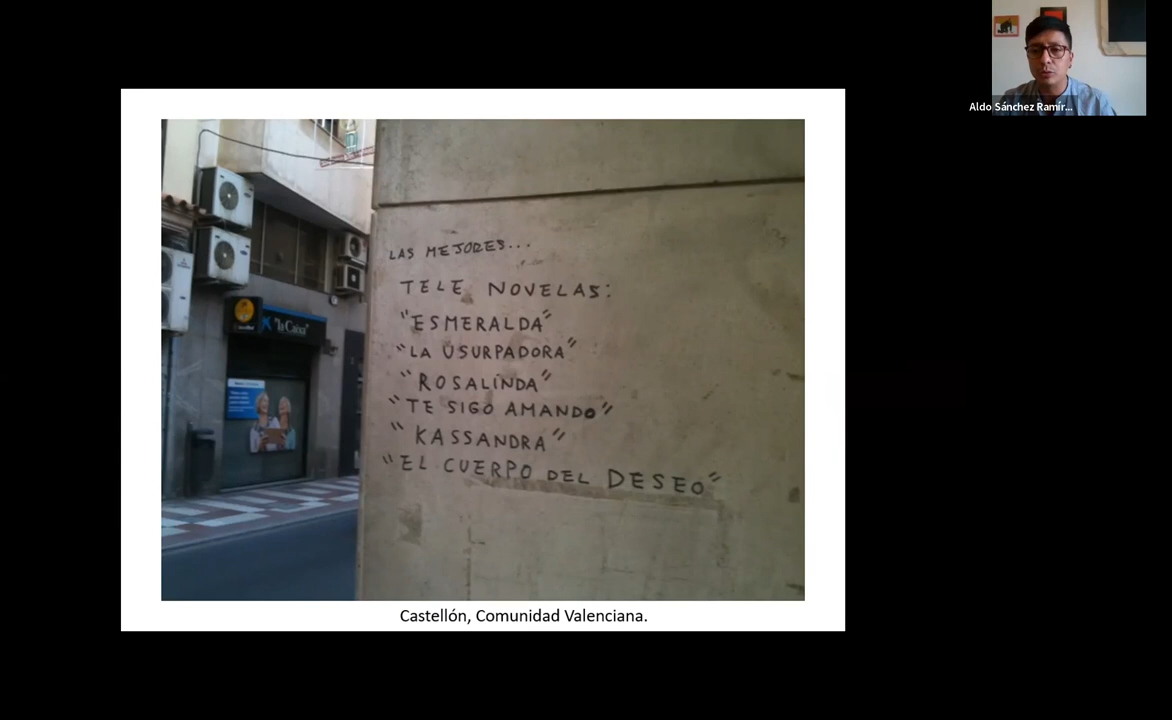 Aldo Sánchez Ramír...
LAS MEJORES...
TELE NOVELAS:
"ESMERALDA"
"LA USURPADORA"
"ROSALINDA"
"TE SIGO AMANDO"
"KASSANDRA"
"EL CUERPO DEL DESEO"
"la Caixa"
Castellón, Comunidad Valenciana.